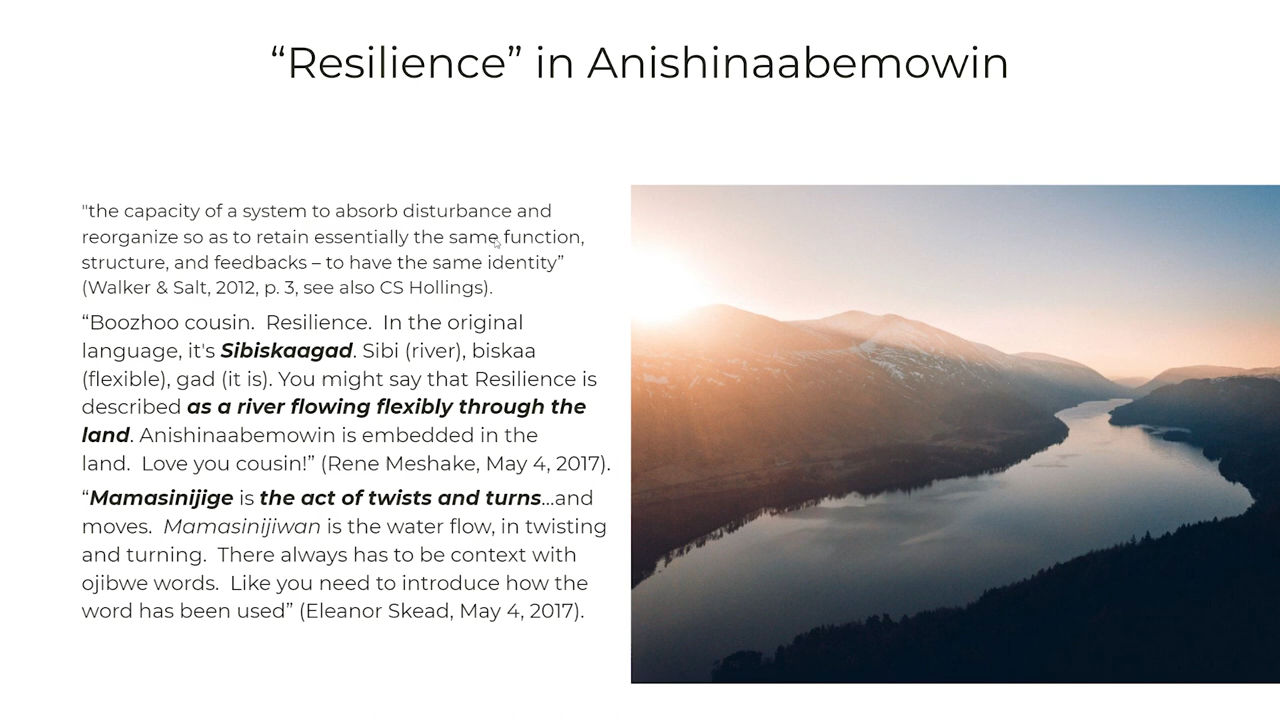 “Resilience” in Anishinaabemowin
"the capacity of a system to absorb disturbance and
reorganize so as to retain essentially the same function,
structure, and feedbacks – to have the same identity”
(Walker & Salt, 2012, p. 3, see also CS Hollings).
“Boozhoo cousin.  Resilience.  In the original
language, it's Sibiskaagad. Sibi (river), biskaa
(flexible), gad (it is). You might say that Resilience is
described as a river flowing flexibly through the
land. Anishinaabemowin is embedded in the
land.  Love you cousin!” (Rene Meshake, May 4, 2017).
“Mamasinijige is the act of twists and turns…and
moves.  Mamasinijiwan is the water flow, in twisting
and turning.  There always has to be context with
ojibwe words.  Like you need to introduce how the
word has been used” (Eleanor Skead, May 4, 2017).